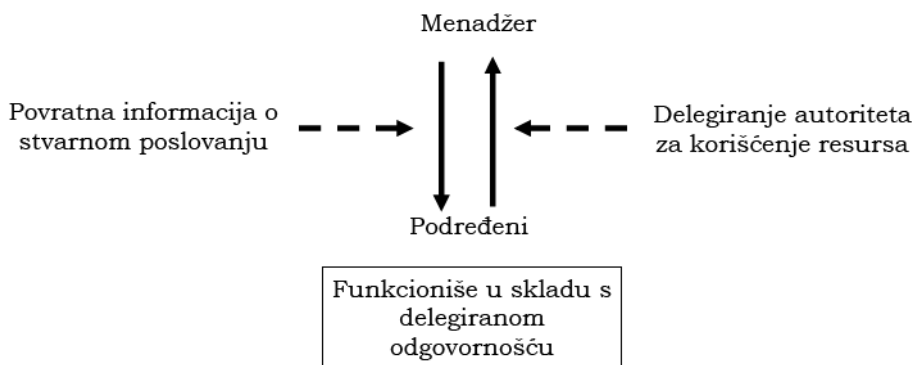 Menadžer
Povratna informacija o
stvarnom poslovanju
Delegiranje autoriteta
za korišćenje resursa
Podređeni
Funkcioniše u skladu s
delegiranom
odgovornošću